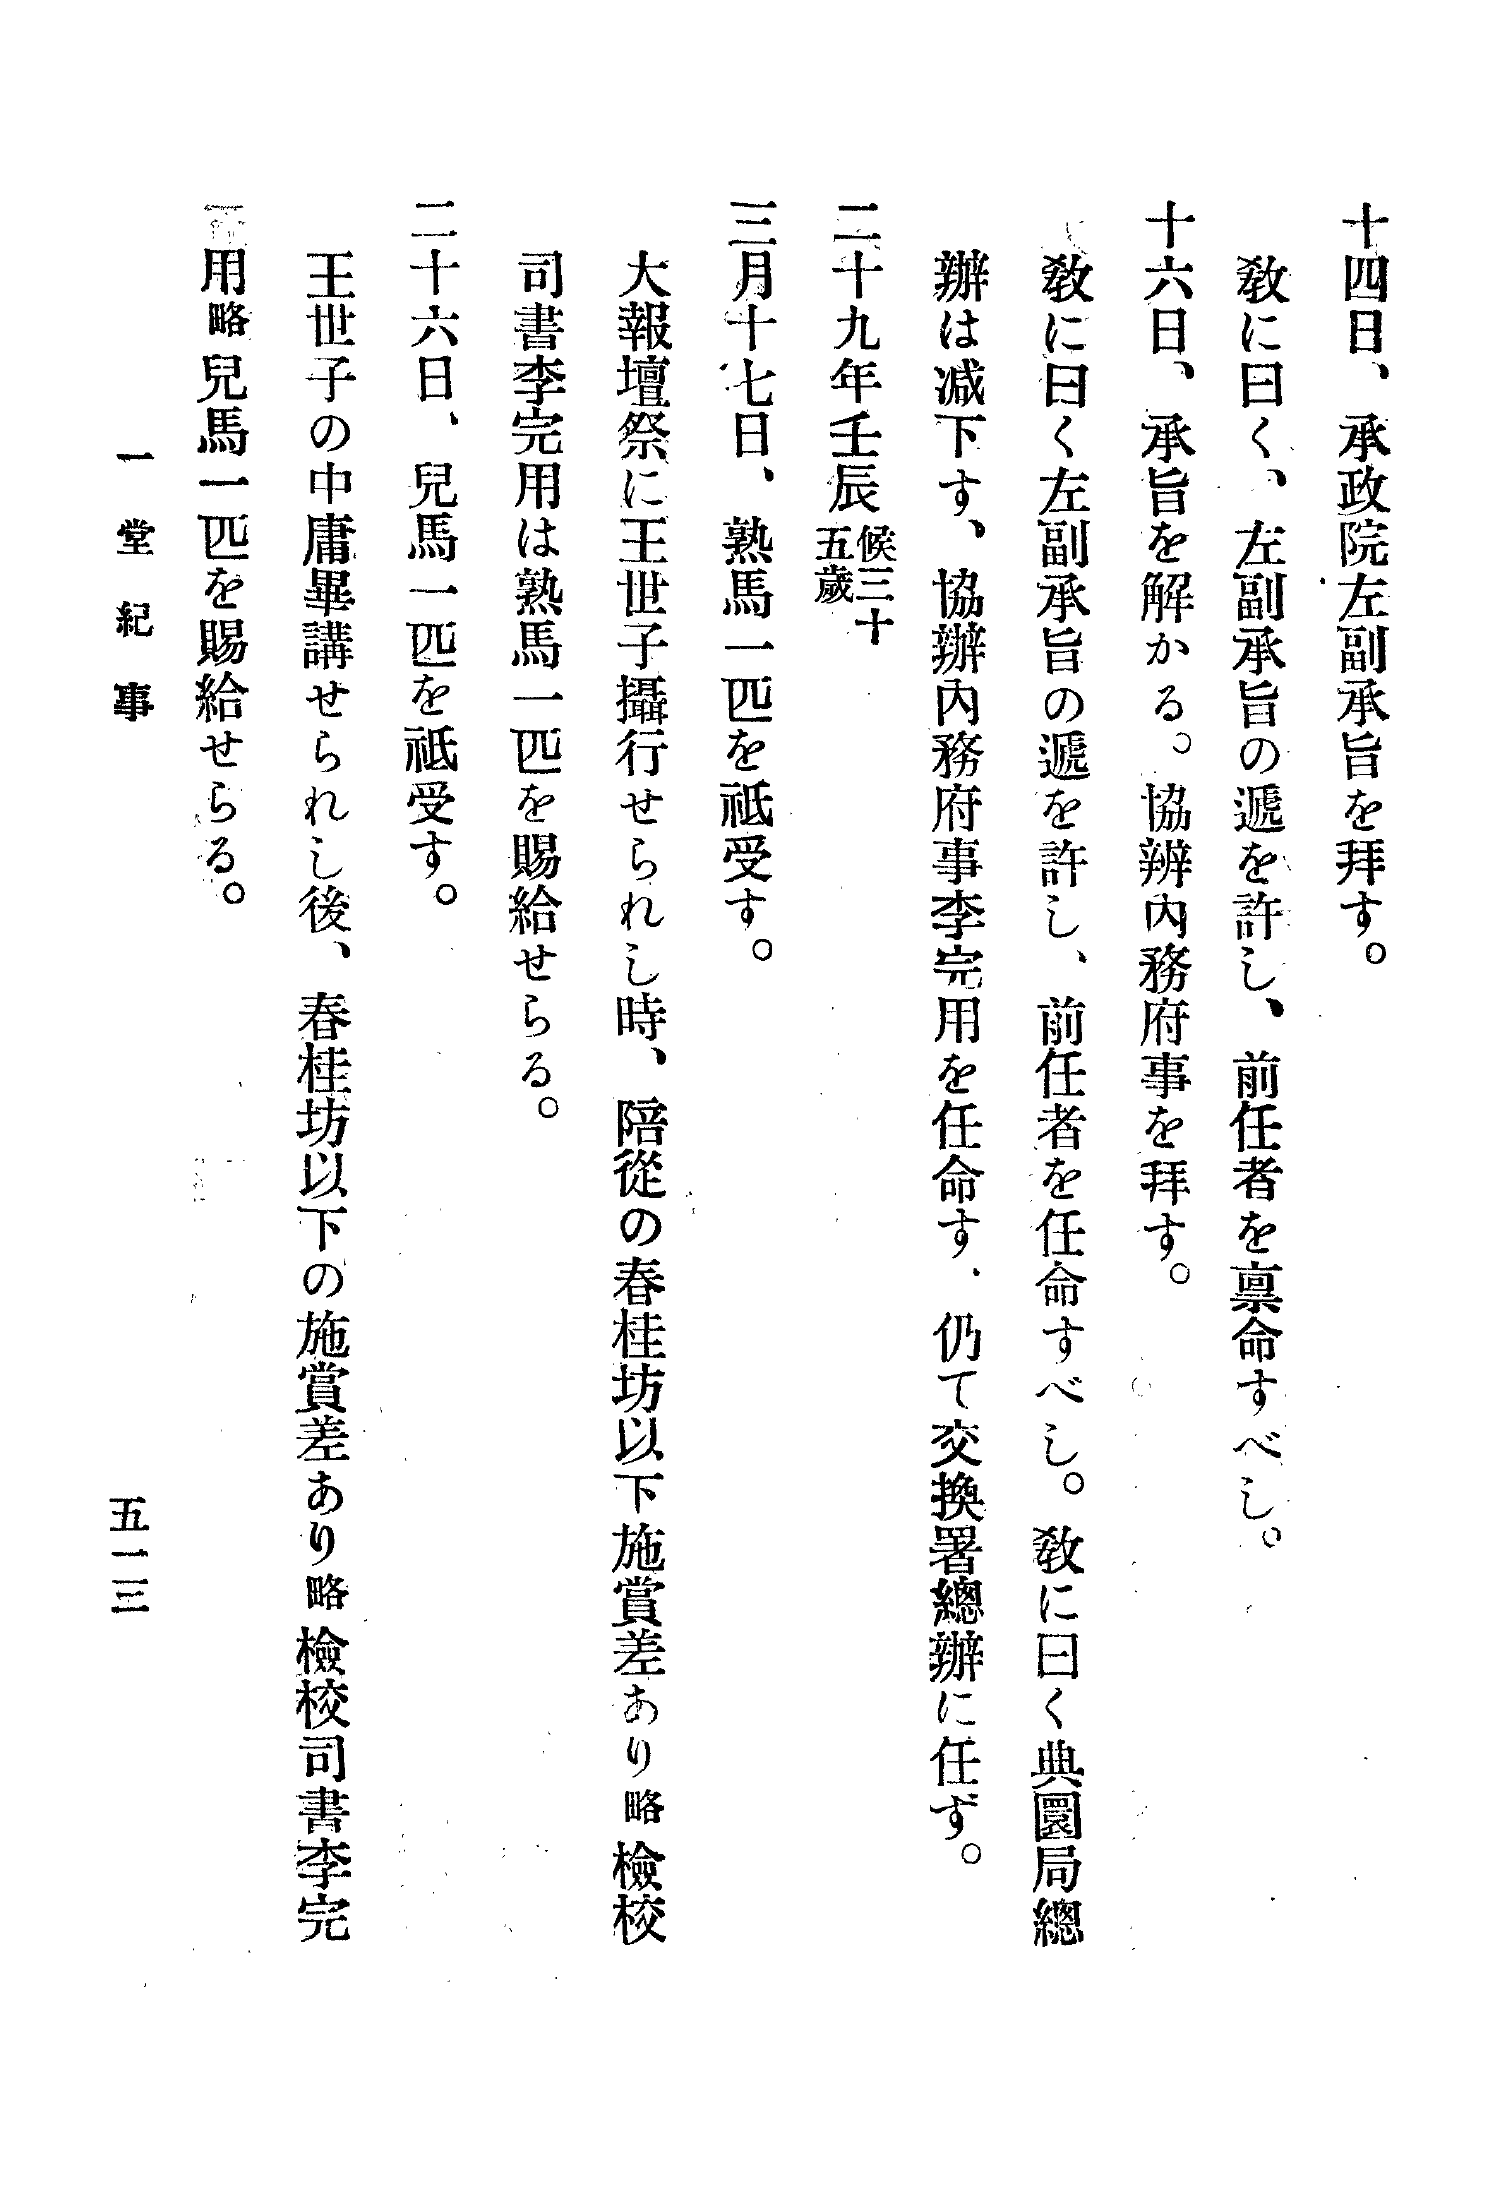 十四日、承政院左副承旨を拜す。
敎に曰く、左副承旨の遞を許し、前任者を禀命すべし。
十六日、承旨を解かる。協辨內務府事を拜す。
敎に曰く左副承旨の遞を許し、前任者を任命すべし。敎に曰く典圜局總
辦は減下す、協辦內務府事李完用を任命す、仍て交換署總辦に任ず。
二十九年壬辰候三十五歲
三月十七日、熟馬一匹を祗受す。
大報壇祭に王世子攝行せられし時、陪從の春桂坊以下施賞差あり略檢校
司書李完用は熟馬一匹を賜給せらる。
二十六日、兒馬一匹を祗受す。
王世子の中庸畢講せられし後、春桂坊以下の施賞差あり略檢校司書李完
用略兒馬一匹を賜給せらる。
一堂紀事
五一三